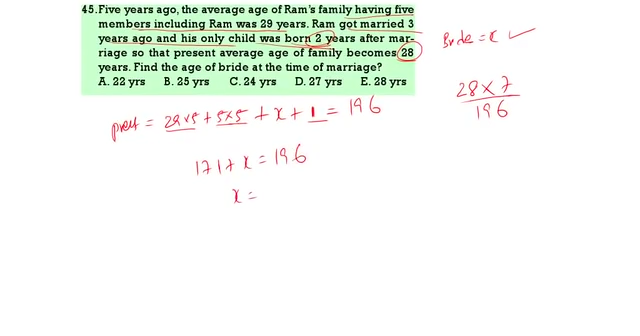 45. Five years ago, the average age of Ram's family having five
members including Ram was 29 years. Ram got married 3
years ago and his only child was born 2 years after mar-
riage so that present average age of family becomes 28
years. Find the age of bride at the time of marriage?
A. 22 yrs B. 25 yrs C. 24 yrs D. 27 yrs E. 28 yrs
Bride = x ✓
28 × 7
196
present = 29×5 + 5×5 + x + 1 = 196
171 + x = 196
x =